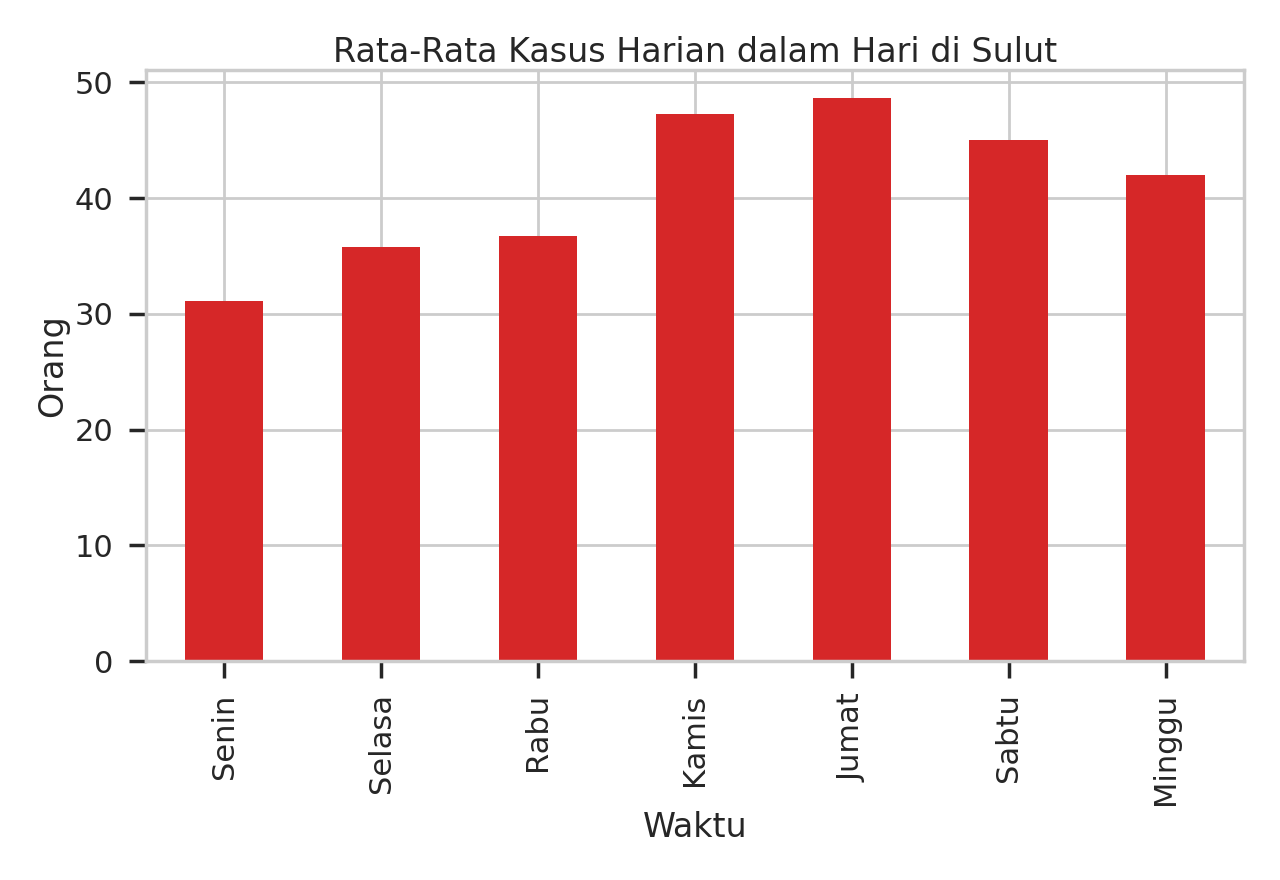 Rata-Rata Kasus Harian dalam Hari di Sulut
Orang
50
40
30
20
10
0
Senin
Selasa
Rabu
Kamis
Jumat
Sabtu
Minggu
Waktu